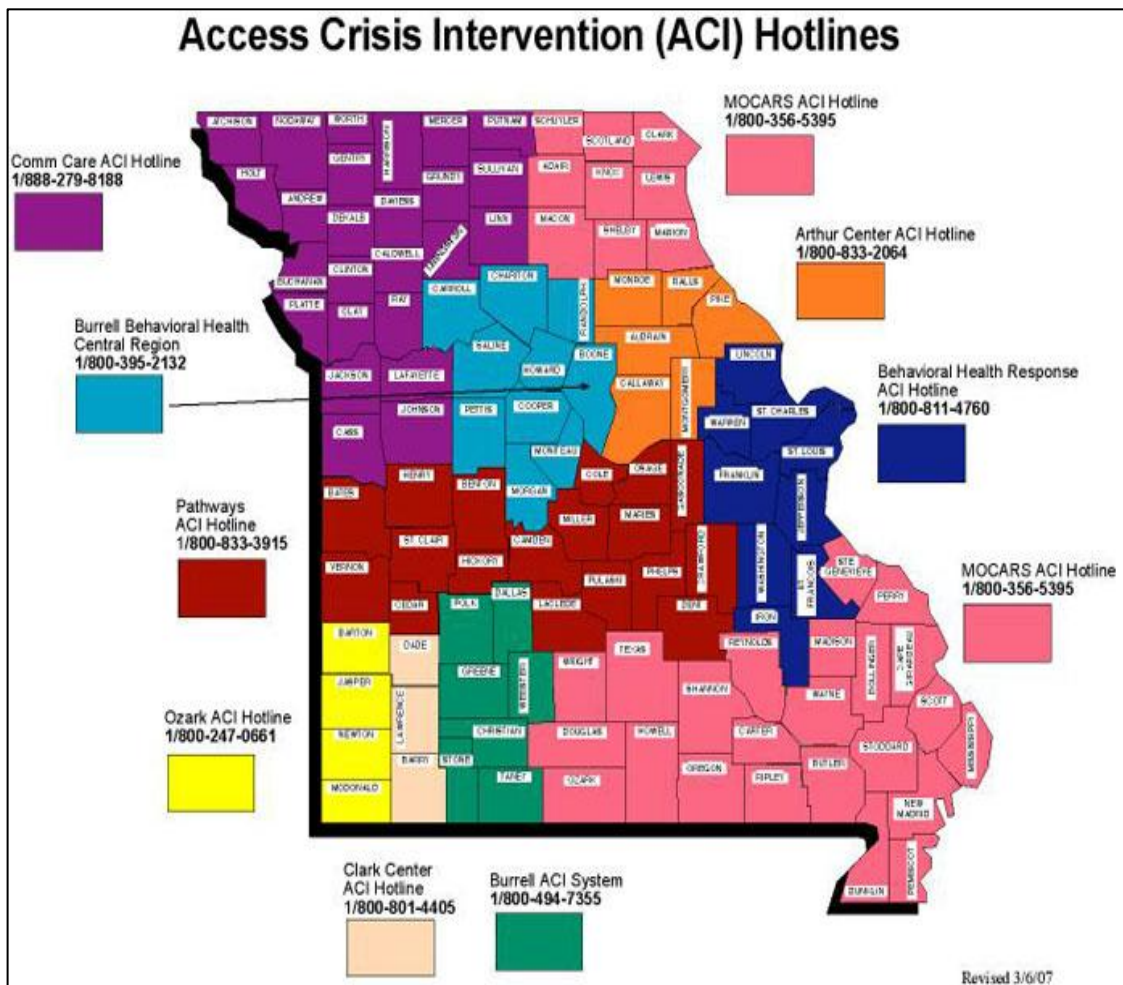 Access Crisis Intervention (ACI) Hotlines
MOCARS ACI Hotline
1/800-356-5395
Comm Care ACI Hotline
1/888-279-8188
Arthur Center ACI Hotline
1/800-833-2064
Burrell Behavioral Health
Central Region
1/800-395-2132
Behavioral Health Response
ACI Hotline
1/800-811-4760
Pathways
ACI Hotline
1/800-833-3915
MOCARS ACI Hotline
1/800-356-5395
Ozark ACI Hotline
1/800-247-0661
Clark Center
ACI Hotline
1/800-801-4405
Burrell ACI System
1/800-494-7355
Revised 3/6/07
ATCHISON
NODAWAY
WORTH
HARRISON
MERCER
PUTNAM
SCHUYLER
SCOTLAND
CLARK
HOLT
GENTRY
GRUNDY
SULLIVAN
ADAIR
KNOX
LEWIS
ANDREW
DEKALB
DAVIESS
LINN
MACON
SHELBY
MARION
BUCHANAN
CLINTON
CALDWELL
CARROLL
CHARITON
RANDOLPH
MONROE
RALLS
PIKE
PLATTE
CLAY
RAY
SALINE
HOWARD
BOONE
AUDRAIN
LINCOLN
JACKSON
LAFAYETTE
COOPER
CALLAWAY
MONTGOMERY
WARREN
ST CHARLES
ST LOUIS
CASS
JOHNSON
PETTIS
MONITEAU
COLE
OSAGE
GASCONADE
FRANKLIN
JEFFERSON
BATES
HENRY
BENTON
MORGAN
MILLER
MARIES
ST CLAIR
HICKORY
CAMDEN
PULASKI
PHELPS
CRAWFORD
WASHINGTON
ST
FRANCOIS
STE
GENEVIEVE
PERRY
VERNON
CEDAR
POLK
DALLAS
LACLEDE
DENT
IRON
MADISON
BOLLINGER
CAPE
GIRARDEAU
BARTON
DADE
GREENE
WEBSTER
WRIGHT
TEXAS
SHANNON
REYNOLDS
WAYNE
SCOTT
MISSISSIPPI
JASPER
LAWRENCE
NEWTON
CHRISTIAN
DOUGLAS
HOWELL
CARTER
STODDARD
MCDONALD
BARRY
STONE
TANEY
OZARK
OREGON
RIPLEY
BUTLER
NEW
MADRID
DUNKLIN
PEMISCOT